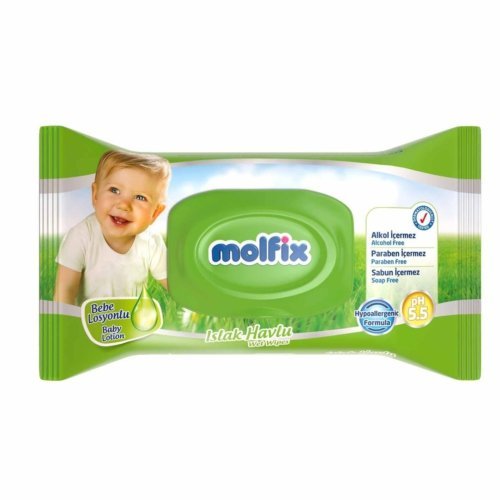 molfix
Alkol İçermez
Alcohol Free
Paraben İçermez
Paraben Free
Sabun İçermez
Soap Free
Bebe
Losyonlu
Baby
Lotion
Islak Havlu
Wet Wipes
Hypoallergenic
Formula
pH
5.5